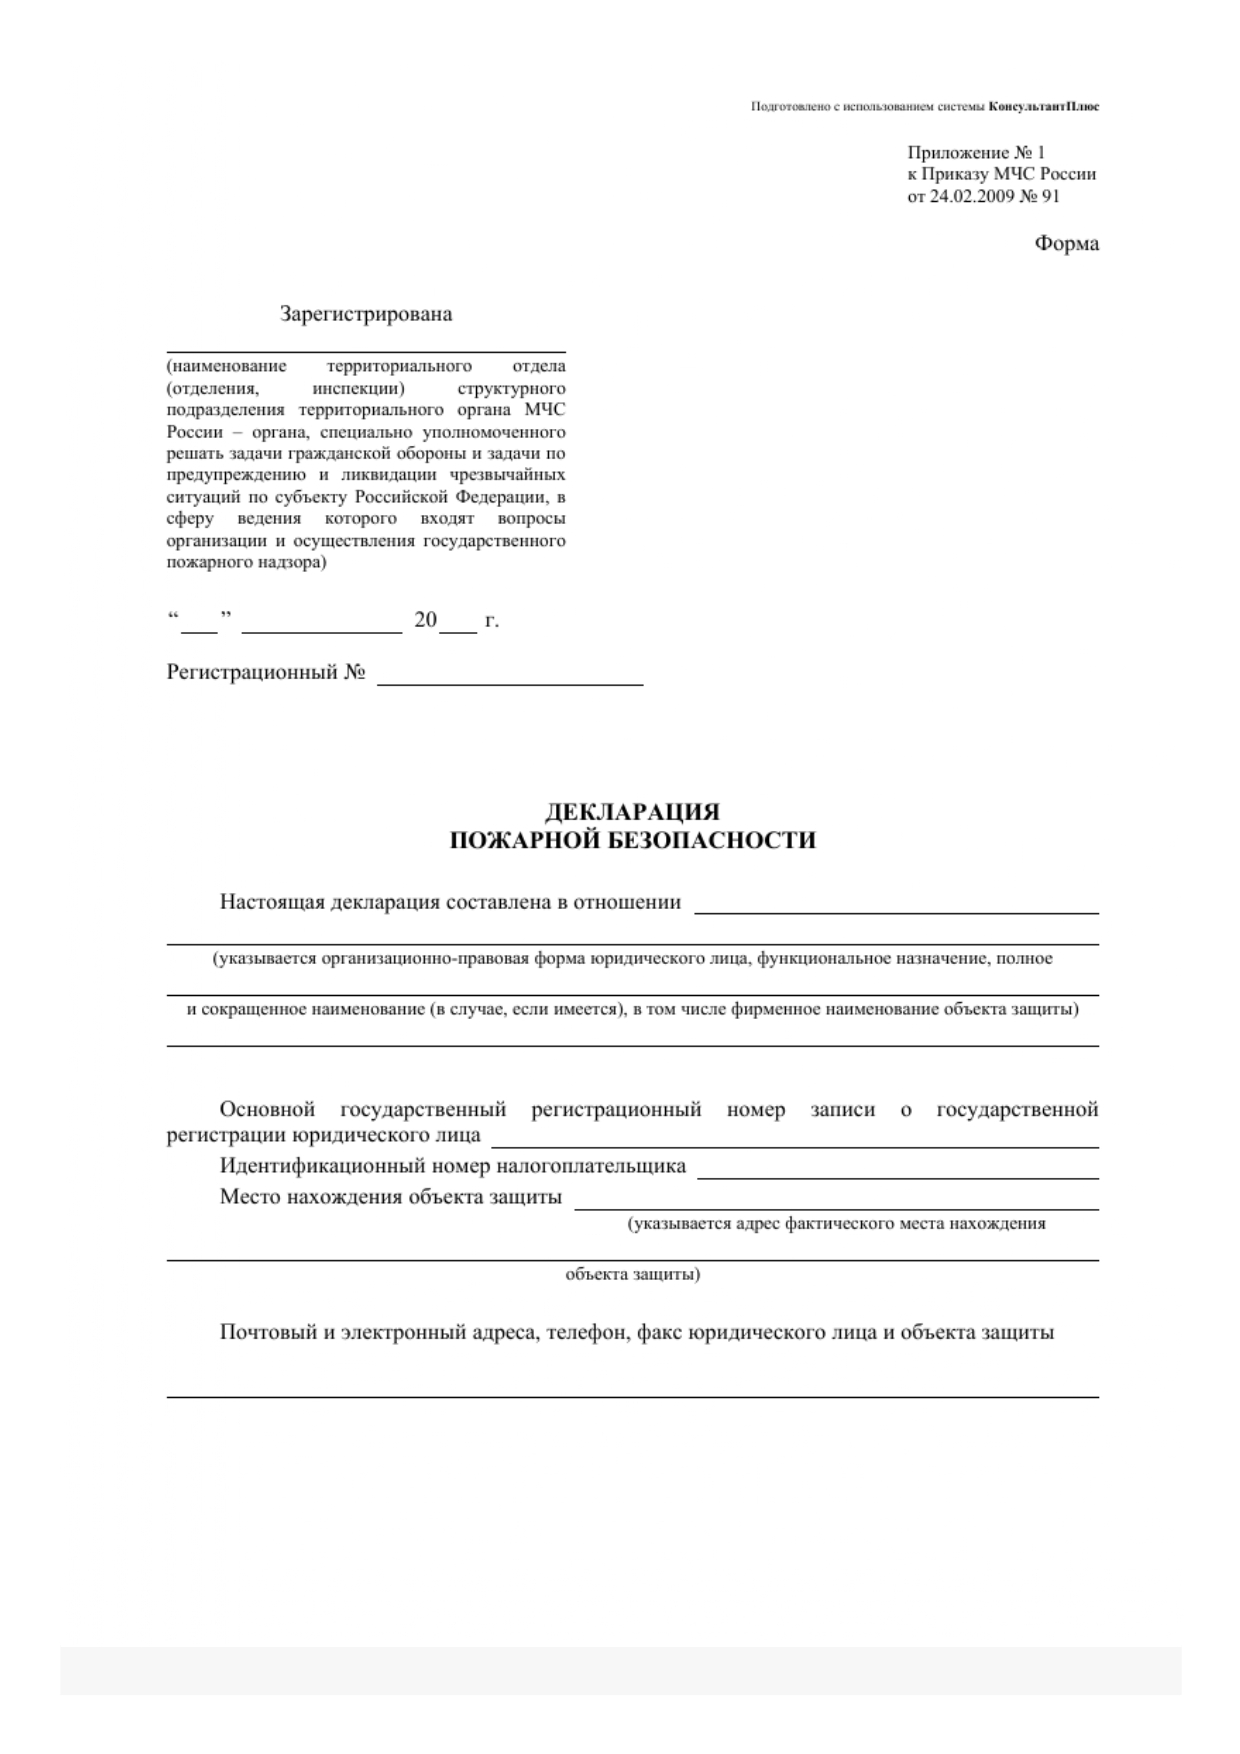 Подготовлено с использованием системы КонсультантПлюс
Приложение № 1
к Приказу МЧС России
от 24.02.2009 № 91
Форма
Зарегистрирована
(наименование территориального отдела
(отделения, инспекции) структурного
подразделения территориального органа МЧС
России – органа, специально уполномоченного
решать задачи гражданской обороны и задачи по
предупреждению и ликвидации чрезвычайных
ситуаций по субъекту Российской Федерации, в
сферу ведения которого входят вопросы
организации и осуществления государственного
пожарного надзора)
“___” ______________ 20___ г.
Регистрационный № ______________________
ДЕКЛАРАЦИЯ
ПОЖАРНОЙ БЕЗОПАСНОСТИ
Настоящая декларация составлена в отношении
(указывается организационно-правовая форма юридического лица, функциональное назначение, полное
и сокращенное наименование (в случае, если имеется), в том числе фирменное наименование объекта защиты)
Основной государственный регистрационный номер записи о государственной
регистрации юридического лица
Идентификационный номер налогоплательщика
Место нахождения объекта защиты
(указывается адрес фактического места нахождения
объекта защиты)
Почтовый и электронный адреса, телефон, факс юридического лица и объекта защиты